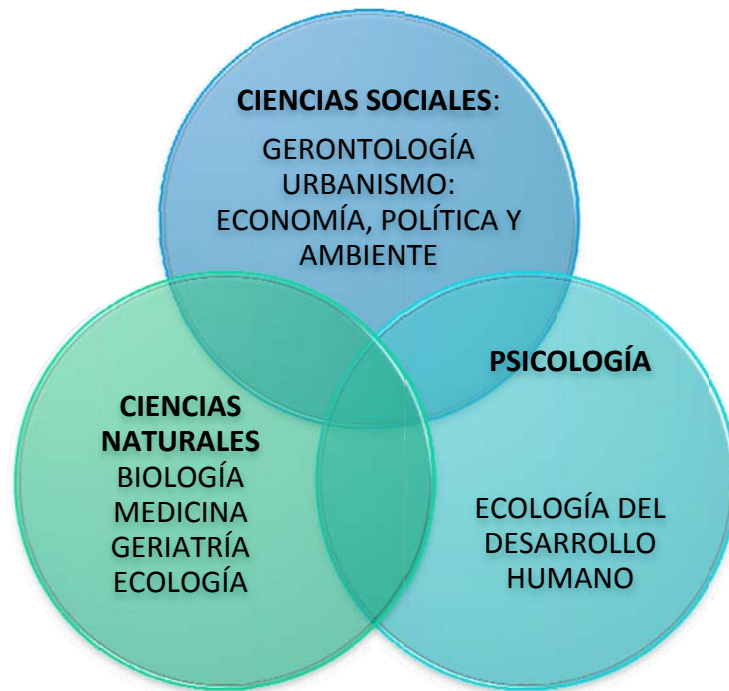 CIENCIAS SOCIALES:
GERONTOLOGÍA
URBANISMO:
ECONOMÍA, POLÍTICA Y
AMBIENTE
CIENCIAS
NATURALES
BIOLOGÍA
MEDICINA
GERIATRÍA
ECOLOGÍA
PSICOLOGÍA
ECOLOGÍA DEL
DESARROLLO
HUMANO